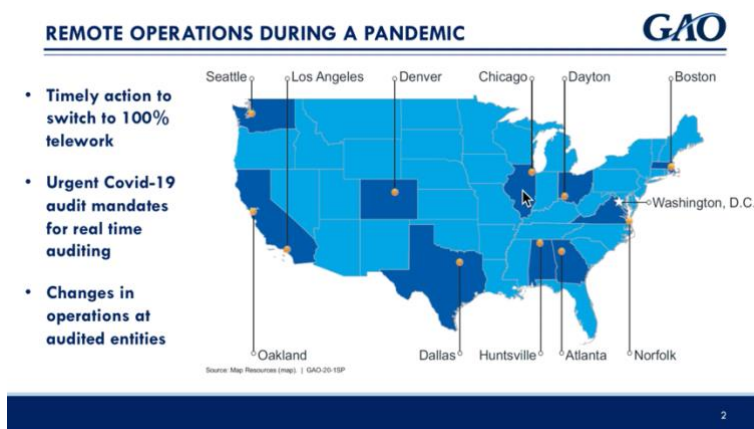 REMOTE OPERATIONS DURING A PANDEMIC
GAO
• Timely action to
switch to 100%
telework
• Urgent Covid-19
audit mandates
for real time
auditing
• Changes in
operations at
audited entities
Seattle
Los Angeles
Denver
Chicago
Dayton
Boston
Washington, D.C.
Oakland
Dallas
Huntsville
Atlanta
Norfolk
Source: Map Resources (map). | GAO-20-1SP
2